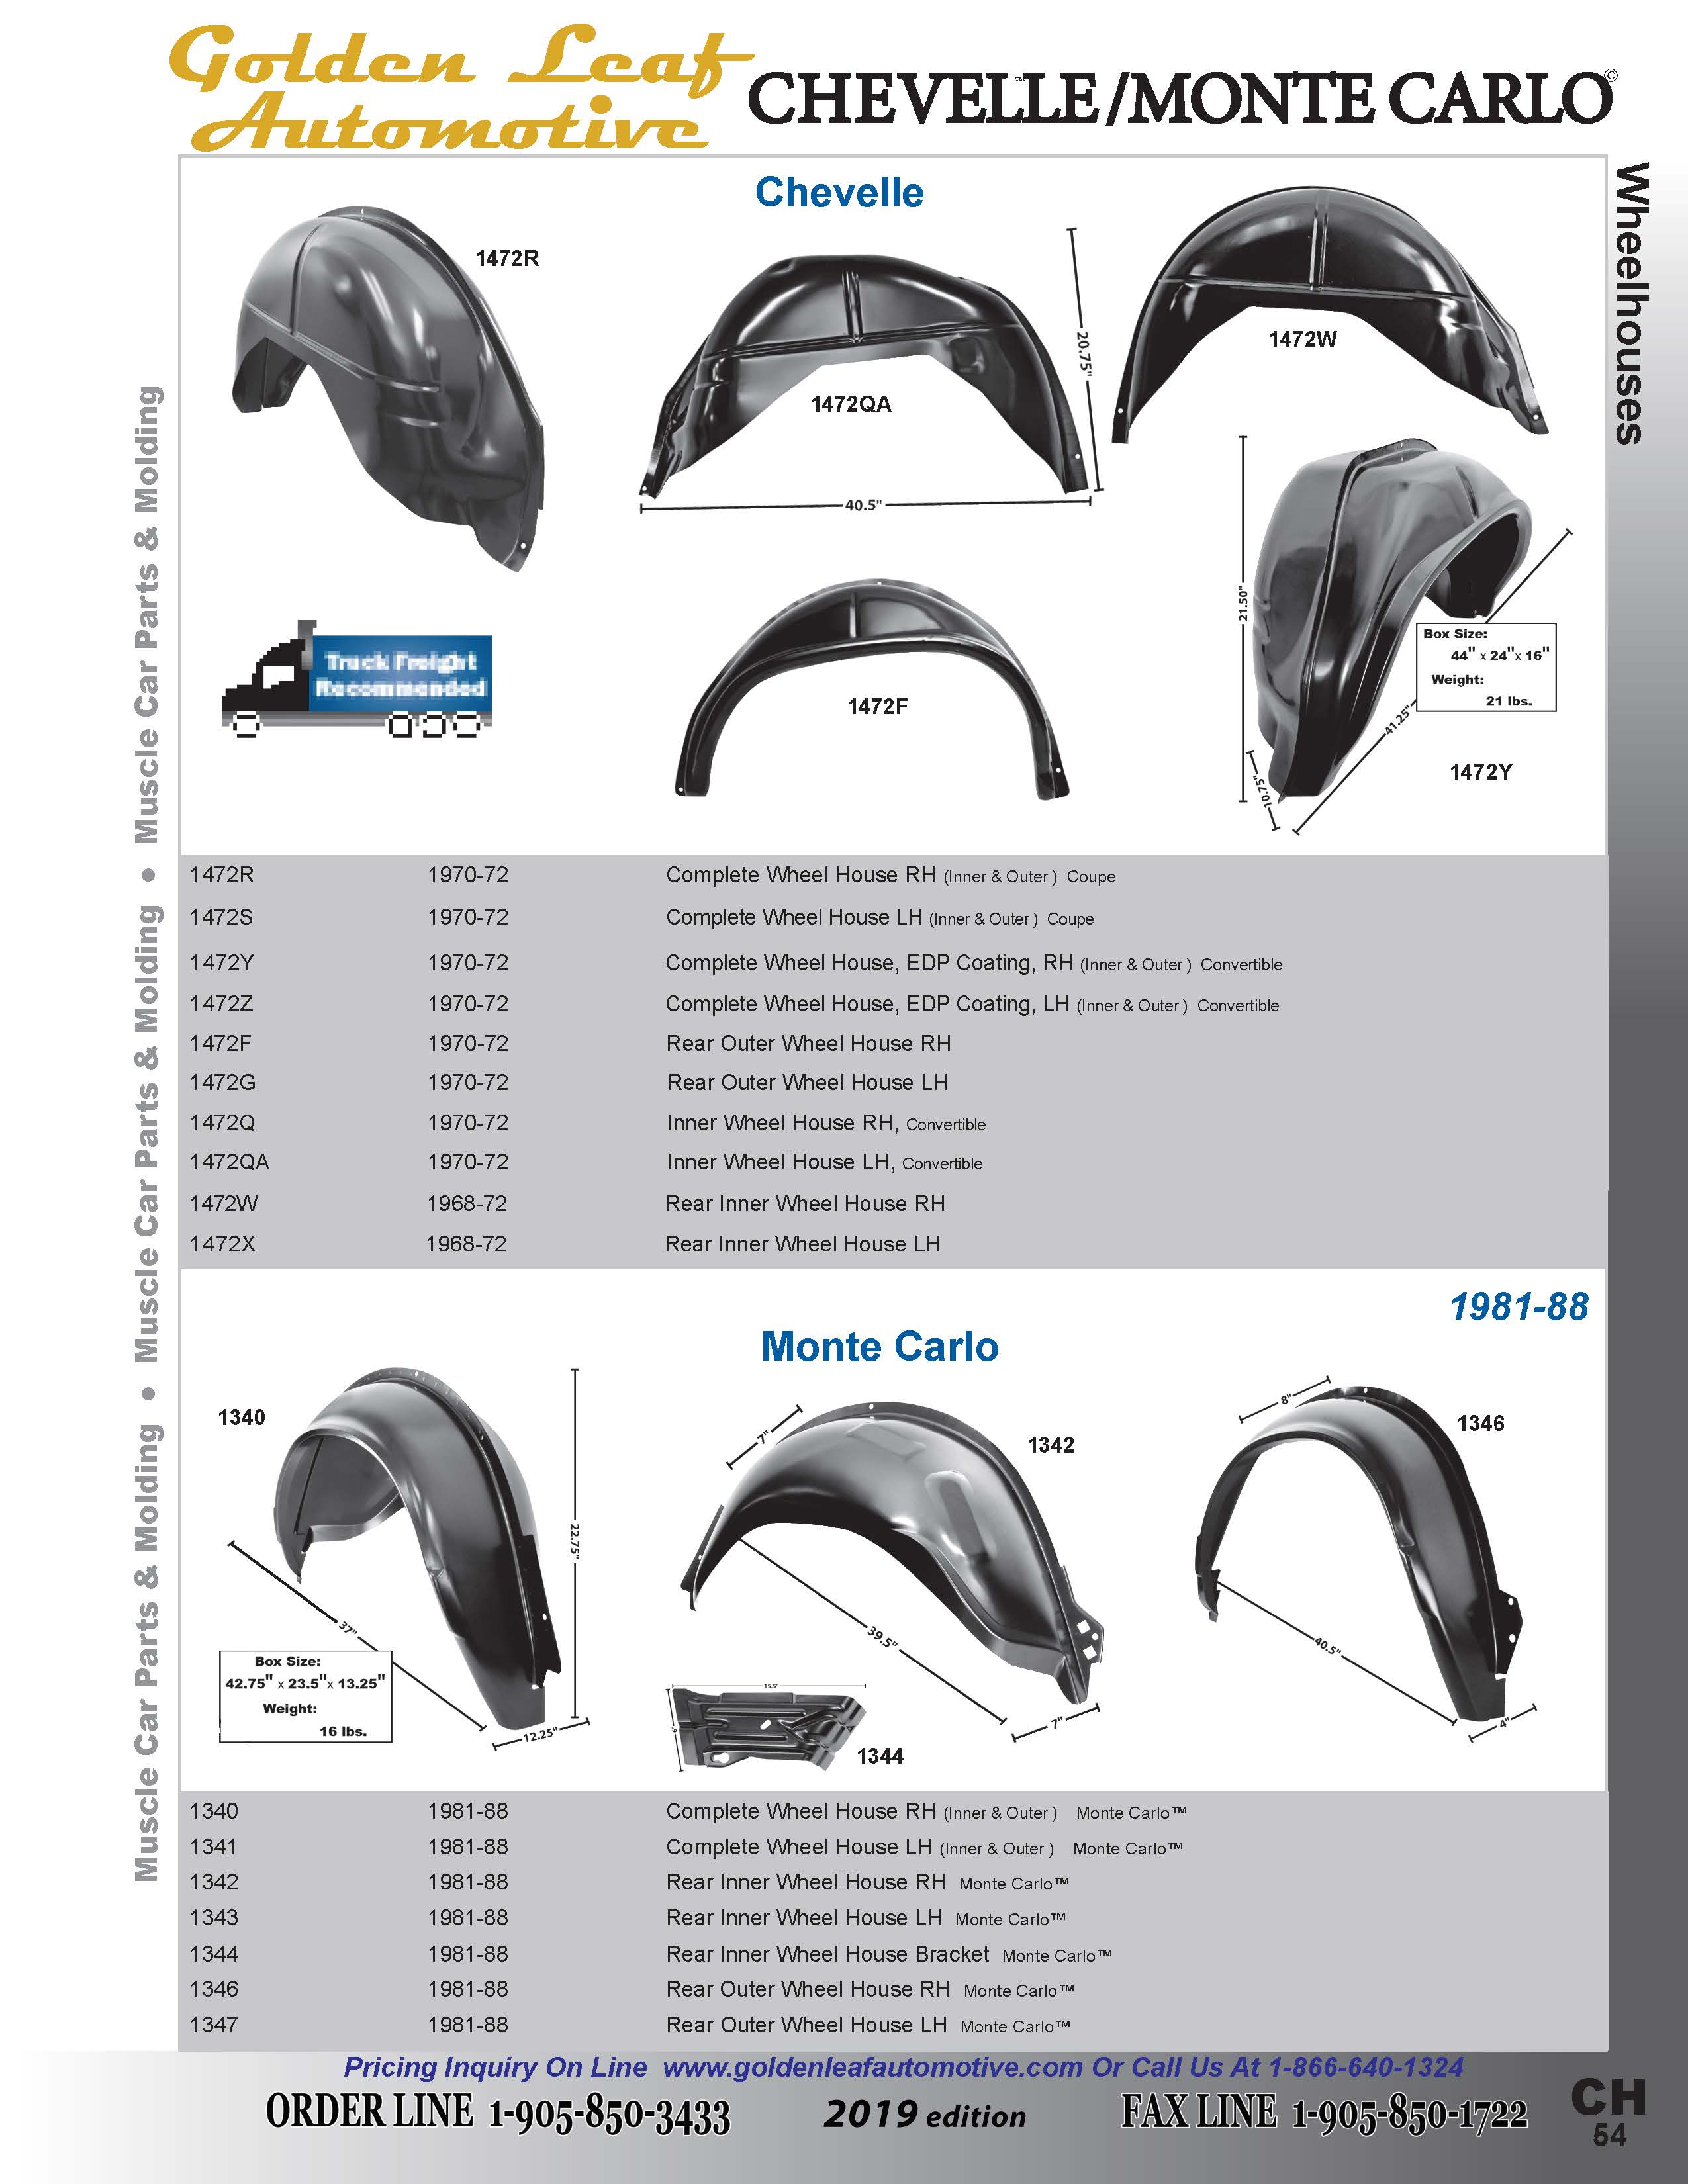 Golden Leaf
Automotive
CHEVELLE™/MONTE CARLO©
Wheelhouses
Muscle Car Parts & Molding • Muscle Car Parts & Molding • Muscle Car Parts & Molding
Chevelle
1472R
1472QA
20.75"
40.5"
1472W
Truck Freight
Recommended
1472F
21.50"
Box Size:
44" x 24" x 16"
Weight:
21 lbs.
41.25"
10.75"
1472Y
1472R 1970-72 Complete Wheel House RH (Inner & Outer ) Coupe
1472S 1970-72 Complete Wheel House LH (Inner & Outer ) Coupe
1472Y 1970-72 Complete Wheel House, EDP Coating, RH (Inner & Outer ) Convertible
1472Z 1970-72 Complete Wheel House, EDP Coating, LH (Inner & Outer ) Convertible
1472F 1970-72 Rear Outer Wheel House RH
1472G 1970-72 Rear Outer Wheel House LH
1472Q 1970-72 Inner Wheel House RH, Convertible
1472QA 1970-72 Inner Wheel House LH, Convertible
1472W 1968-72 Rear Inner Wheel House RH
1472X 1968-72 Rear Inner Wheel House LH
1981-88
Monte Carlo
1340
22.75"
37"
Box Size:
42.75" x 23.5" x 13.25"
Weight:
16 lbs.
12.25"
7"
1342
39.5"
7"
15.5"
9"
1344
8"
1346
40.5"
4"
1340 1981-88 Complete Wheel House RH (Inner & Outer ) Monte Carlo™
1341 1981-88 Complete Wheel House LH (Inner & Outer ) Monte Carlo™
1342 1981-88 Rear Inner Wheel House RH Monte Carlo™
1343 1981-88 Rear Inner Wheel House LH Monte Carlo™
1344 1981-88 Rear Inner Wheel House Bracket Monte Carlo™
1346 1981-88 Rear Outer Wheel House RH Monte Carlo™
1347 1981-88 Rear Outer Wheel House LH Monte Carlo™
Pricing Inquiry On Line www.goldenleafautomotive.com Or Call Us At 1-866-640-1324
ORDER LINE 1-905-850-3433 2019 edition FAX LINE 1-905-850-1722
CH
54